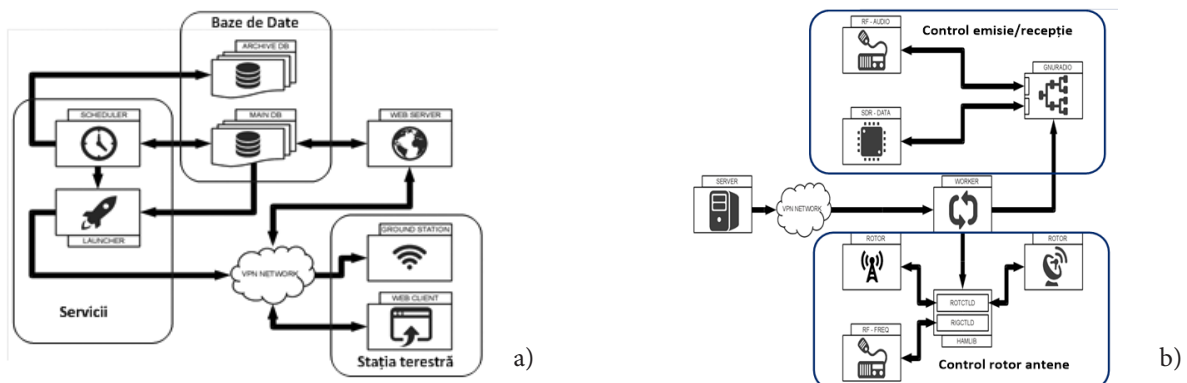 Baze de Date
ARCHIVE DB
SCHEDULER
MAIN DB
WEB SERVER
LAUNCHER
GROUND STATION
VPN NETWORK
WEB CLIENT
Servicii
Stația terestră
a)
RF - AUDIO
Control emisie/recepție
GNURADIO
SDR - DATA
SERVER
WORKER
VPN NETWORK
ROTOR
ROTOR
ROTCTLD
RIGCTLD
RF - FREQ
HAMLIB
Control rotor antene
b)